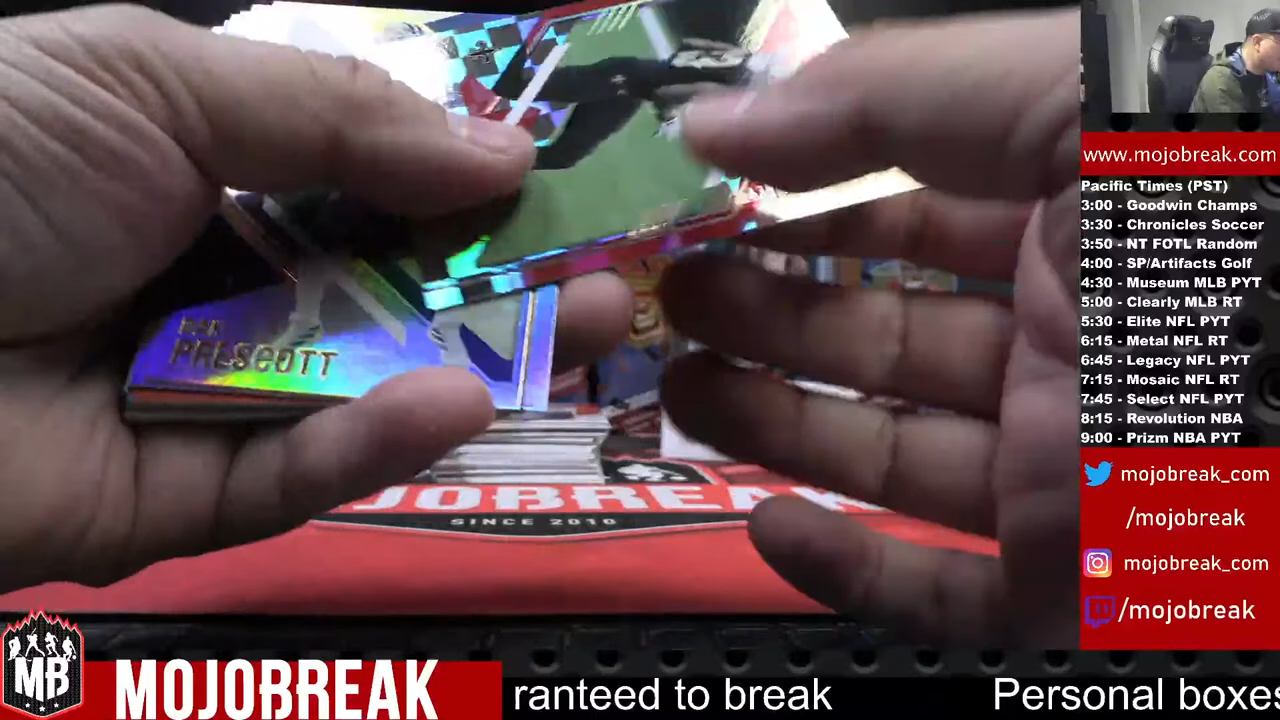 PRESCOTT
MOJOBREAK
SINCE 2010
www.mojobreak.com
Pacific Times (PST)
3:00 - Goodwin Champs
3:30 - Chronicles Soccer
3:50 - NT FOTL Random
4:00 - SP/Artifacts Golf
4:30 - Museum MLB PYT
5:00 - Clearly MLB RT
5:30 - Elite NFL PYT
6:15 - Metal NFL RT
6:45 - Legacy NFL PYT
7:15 - Mosaic NFL RT
7:45 - Select NFL PYT
8:15 - Revolution NBA
9:00 - Prizm NBA PYT
mojobreak_com
/mojobreak
mojobreak_com
/mojobreak
MB
MOJOBREAK
ranteed to break
Personal boxes